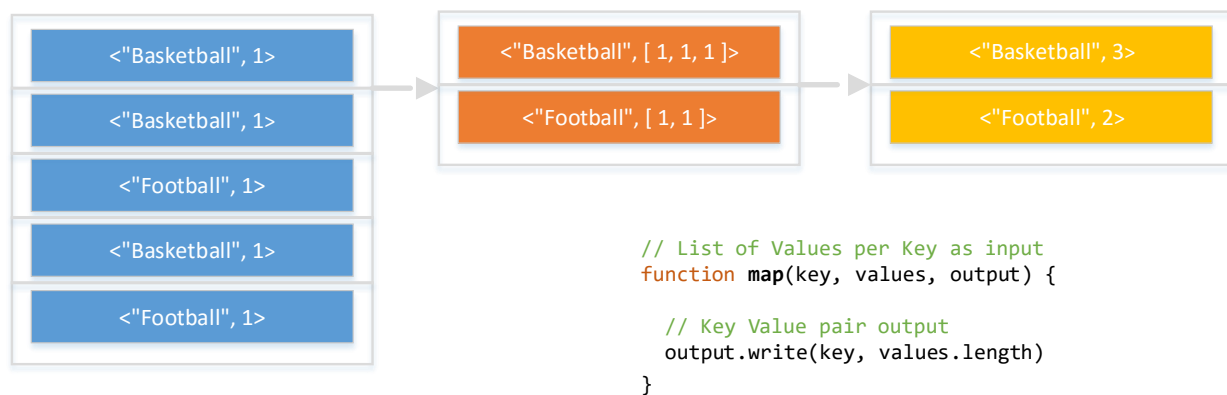 <"Basketball", 1>
<"Basketball", 1>
<"Football", 1>
<"Basketball", 1>
<"Football", 1>
<"Basketball", [ 1, 1, 1 ]>
<"Football", [ 1, 1 ]>
<"Basketball", 3>
<"Football", 2>
// List of Values per Key as input
function map(key, values, output) {
// Key Value pair output
output.write(key, values.length)
}